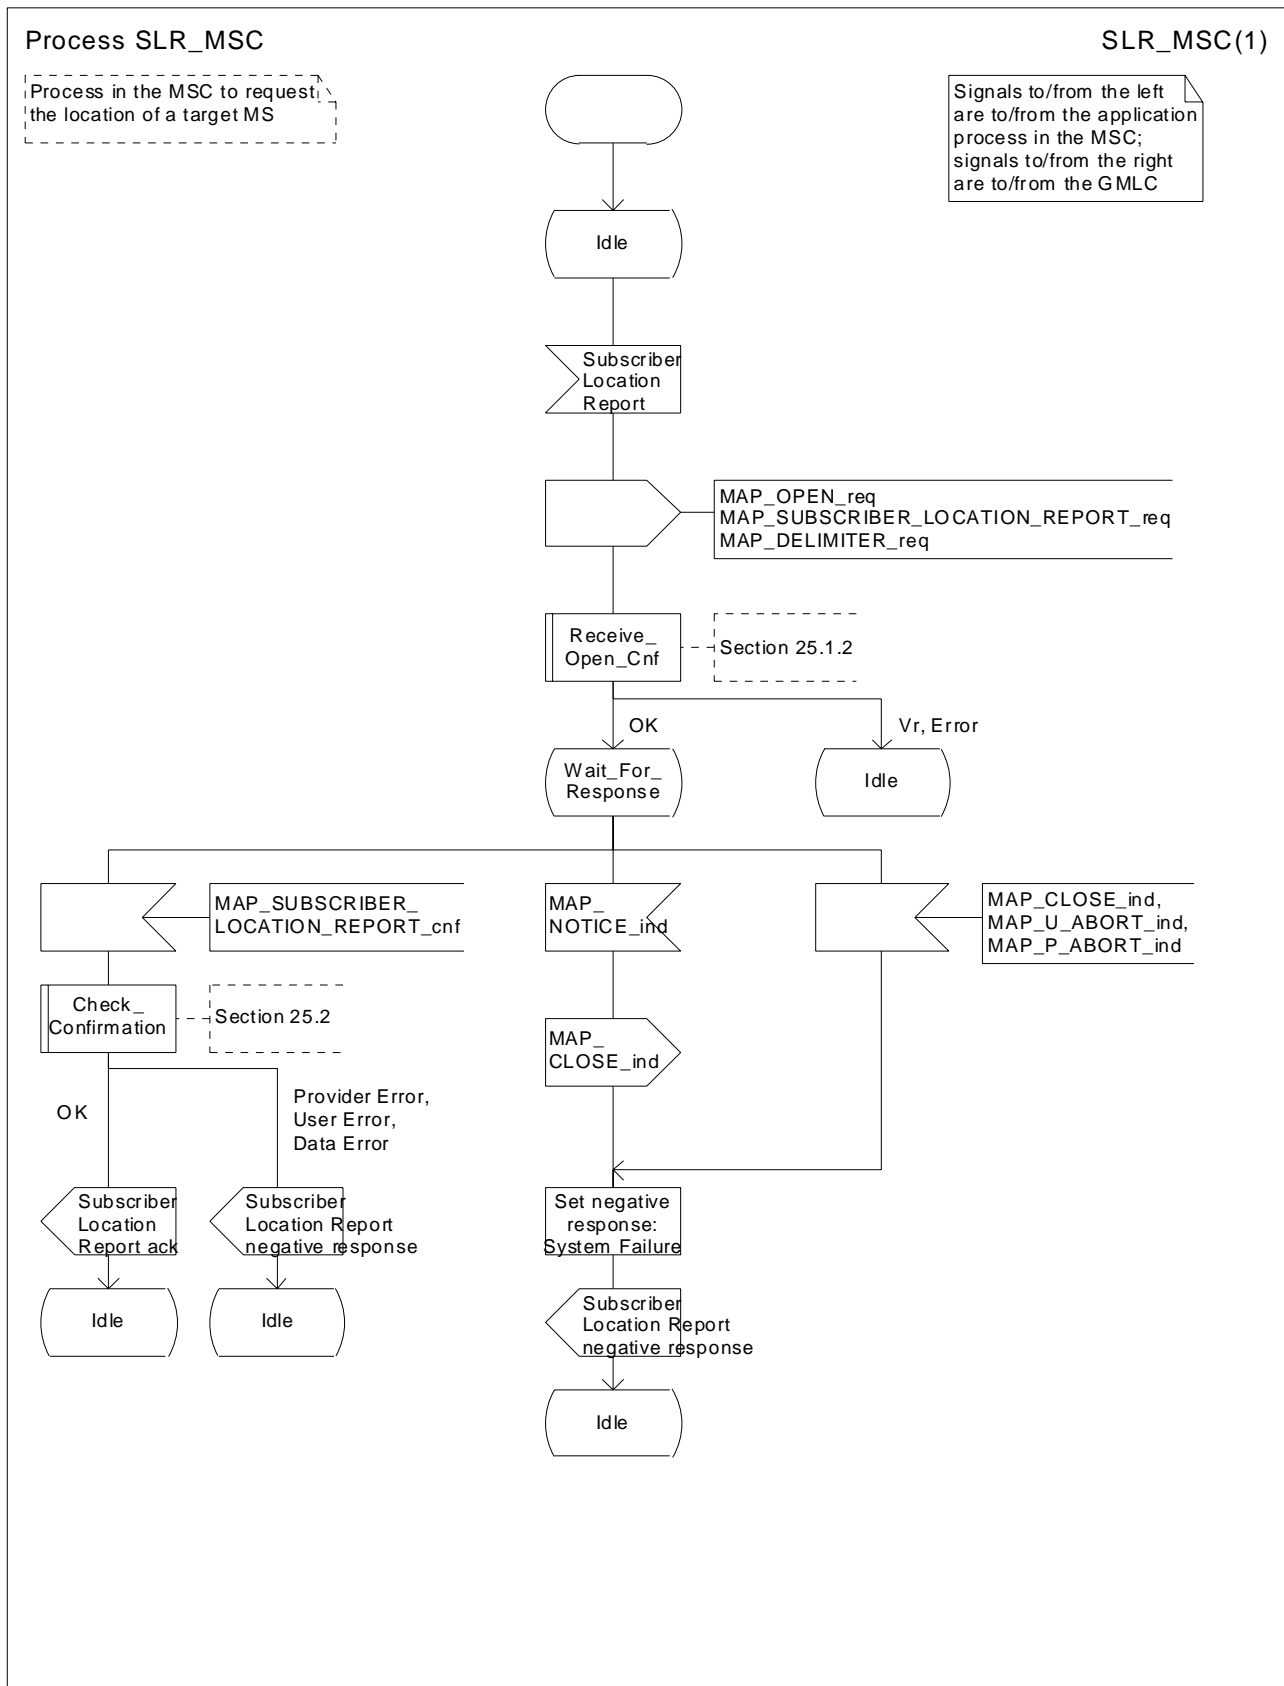 Process SLR_MSC
SLR_MSC(1)
Process in the MSC to request
the location of a target MS
Signals to/from the left
are to/from the application
process in the MSC;
signals to/from the right
are to/from the GMLC
Idle
Subscriber
Location
Report
MAP_OPEN_req
MAP_SUBSCRIBER_LOCATION_REPORT_req
MAP_DELIMITER_req
Receive_
Open_Cnf
Section 25.1.2
OK
Vr, Error
Wait_For_
Response
Idle
MAP_SUBSCRIBER_
LOCATION_REPORT_cnf
MAP_
NOTICE_ind
MAP_CLOSE_ind,
MAP_U_ABORT_ind,
MAP_P_ABORT_ind
Check_
Confirmation
Section 25.2
MAP_
CLOSE_ind
OK
Provider Error,
User Error,
Data Error
Subscriber
Location
Report ack
Subscriber
Location Report
negative response
Set negative
response:
System Failure
Idle
Idle
Subscriber
Location Report
negative response
Idle